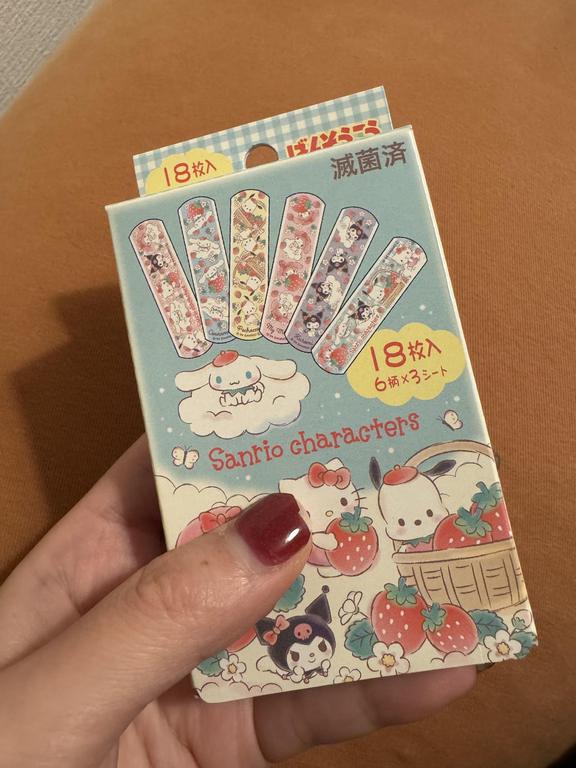 18枚入
ばんそうこう
滅菌済
18枚入
6柄×3シート
Sanrio characters